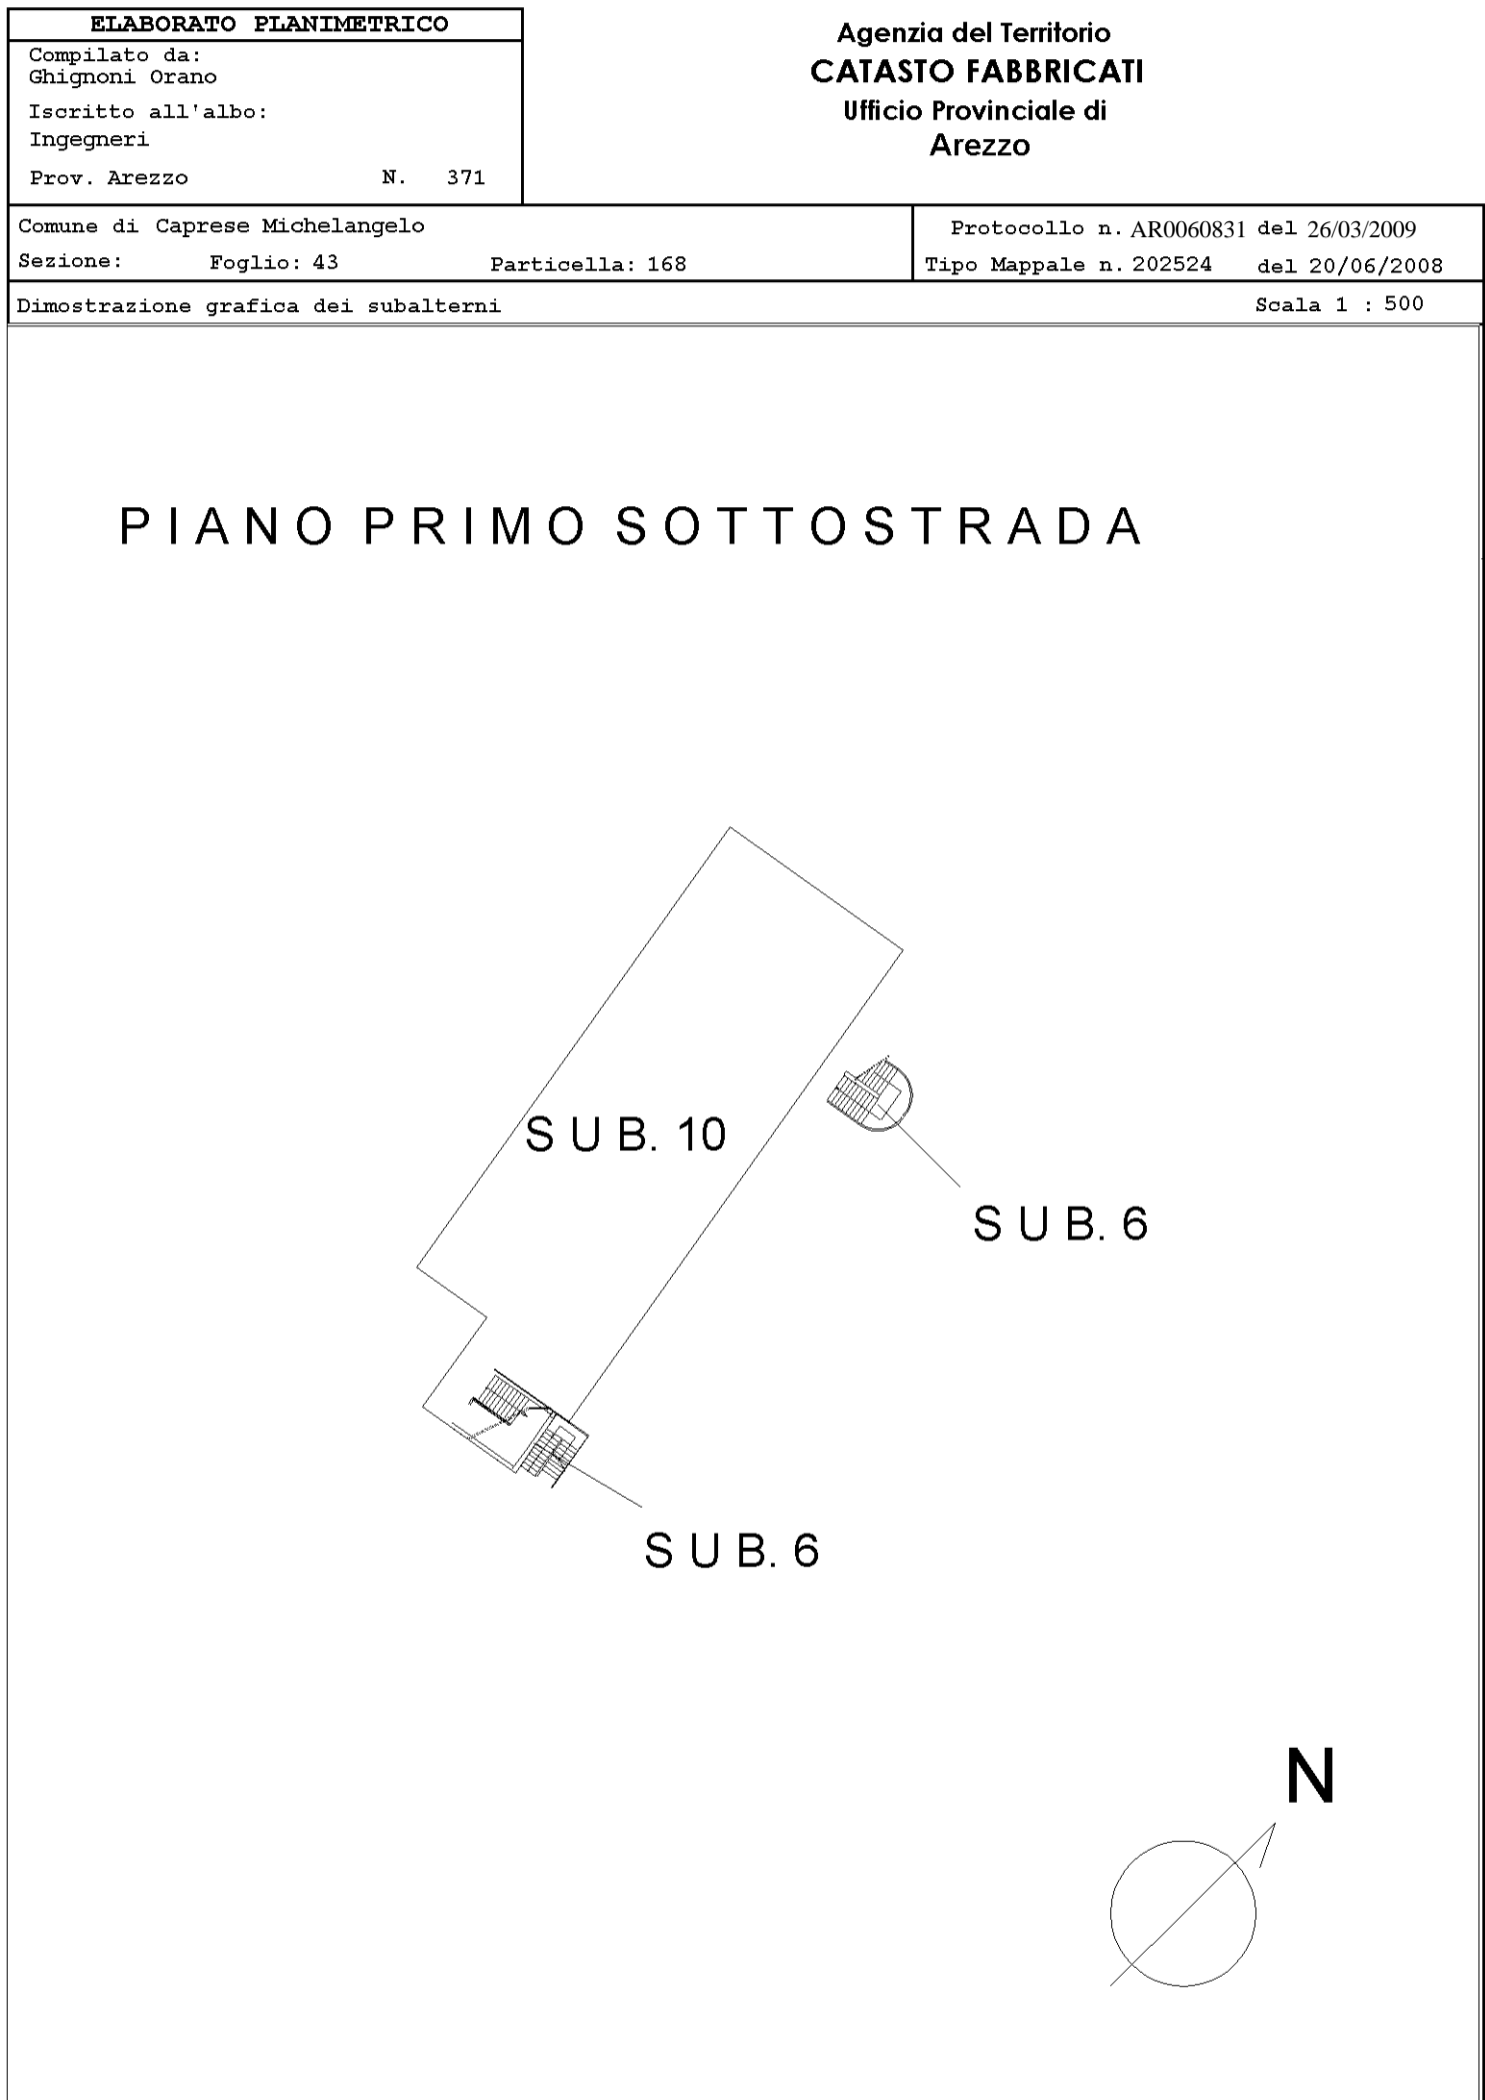 ELABORATO PLANIMETRICO
Compilato da:
Ghignoni Orano
Iscritto all'albo:
Ingegneri
Prov. Arezzo N. 371
Agenzia del Territorio
CATASTO FABBRICATI
Ufficio Provinciale di
Arezzo
Comune di Caprese Michelangelo
Sezione: Foglio: 43 Particella: 168
Protocollo n. AR0060831 del 26/03/2009
Tipo Mappale n. 202524 del 20/06/2008
Dimostrazione grafica dei subalterni Scala 1 : 500
PIANO PRIMO SOTTOSTRADA
SUB. 10
SUB. 6
SUB. 6
N